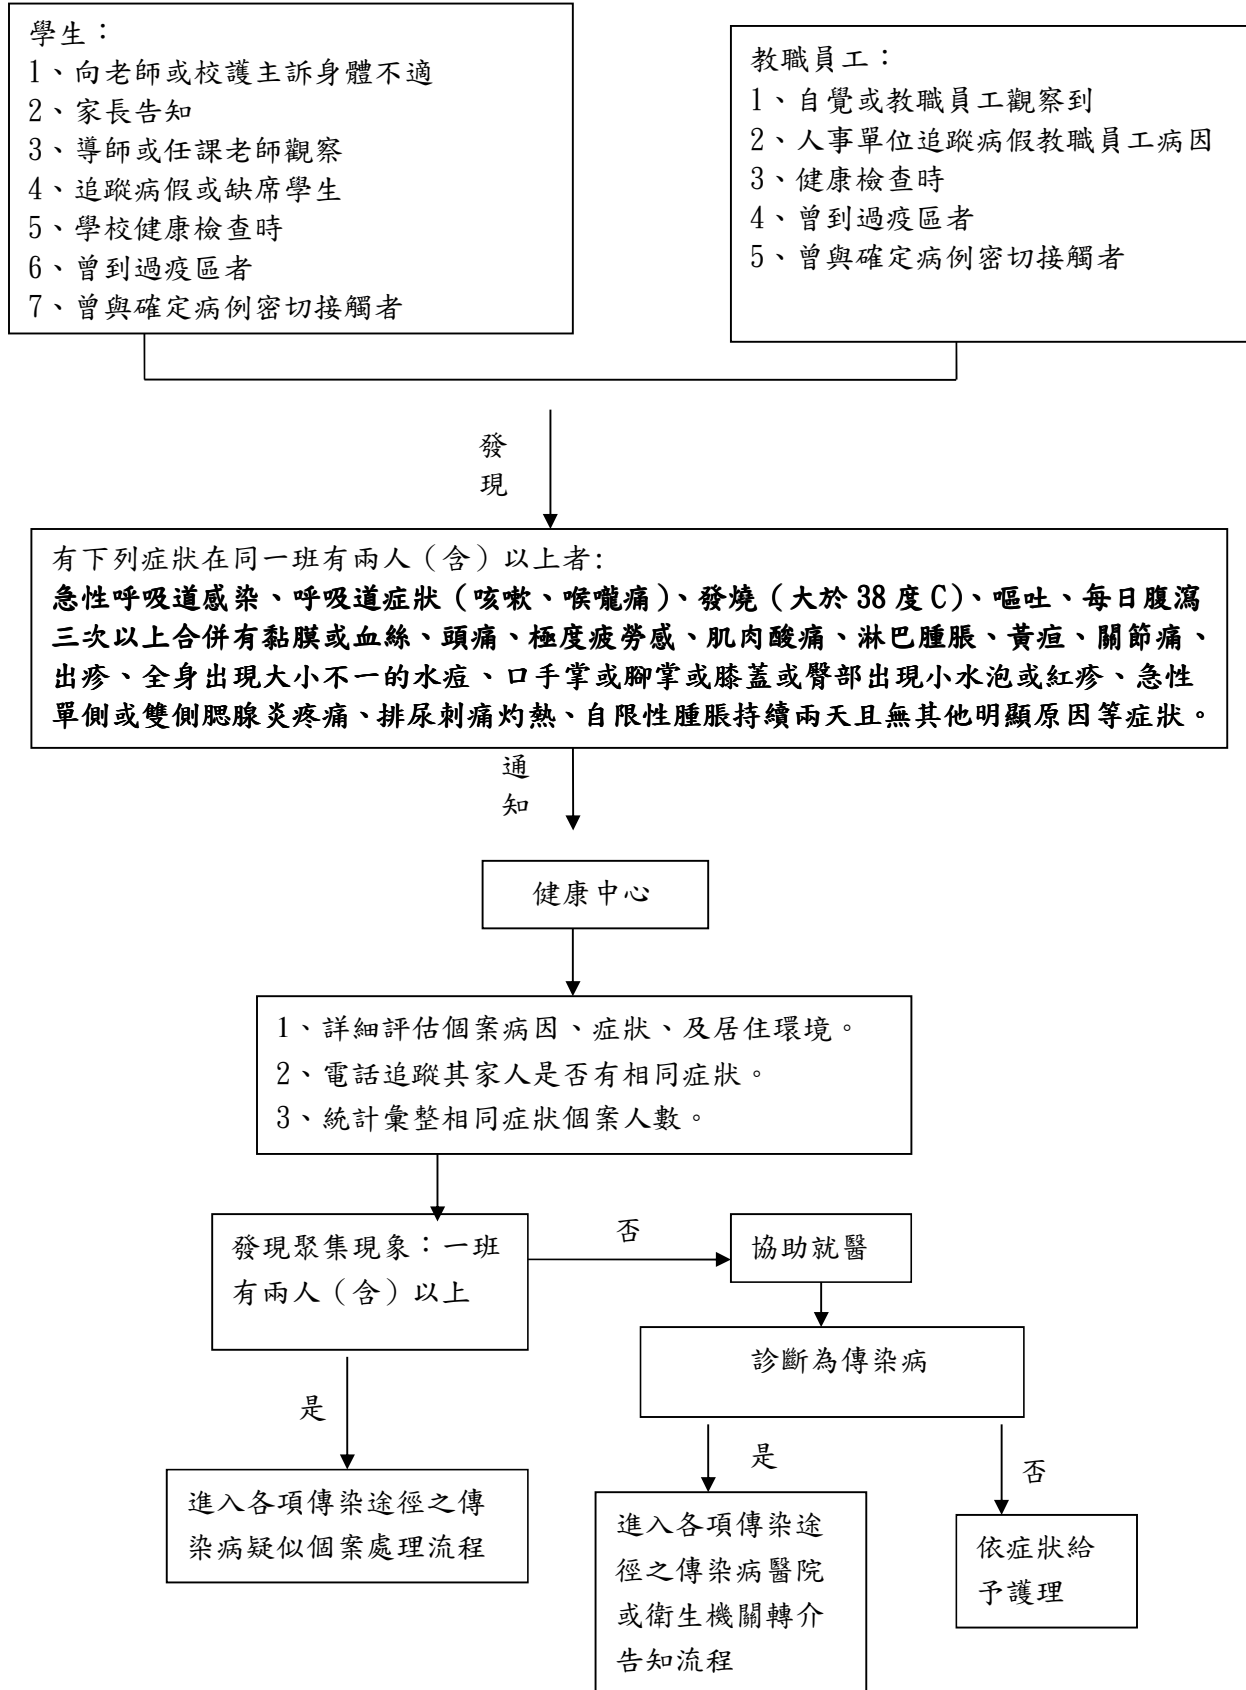 學生：
1、向老師或校護主訴身體不適
2、家長告知
3、導師或任課老師觀察
4、追蹤病假或缺席學生
5、學校健康檢查時
6、曾到過疫區者
7、曾與確定病例密切接觸者
教職員工：
1、自覺或教職員工觀察到
2、人事單位追蹤病假教職員工病因
3、健康檢查時
4、曾到過疫區者
5、曾與確定病例密切接觸者
發
現
有下列症狀在同一班有兩人（含）以上者:
急性呼吸道感染、呼吸道症狀（咳嗽、喉嚨痛）、發燒（大於 38 度 C）、嘔吐、每日腹瀉
三次以上合併有黏膜或血絲、頭痛、極度疲勞感、肌肉酸痛、淋巴腫脹、黃疸、關節痛、
出疹、全身出現大小不一的水痘、口手掌或腳掌或膝蓋或臀部出現小水泡或紅疹、急性
單側或雙側腮腺炎疼痛、排尿刺痛灼熱、自限性腫脹持續兩天且無其他明顯原因等症狀。
通
知
健康中心
1、詳細評估個案病因、症狀、及居住環境。
2、電話追蹤其家人是否有相同症狀。
3、統計彙整相同症狀個案人數。
發現聚集現象：一班
有兩人（含）以上
否
協助就醫
診斷為傳染病
是
進入各項傳染途徑之傳
染病疑似個案處理流程
是
進入各項傳染途
徑之傳染病醫院
或衛生機關轉介
告知流程
否
依症狀給
予護理